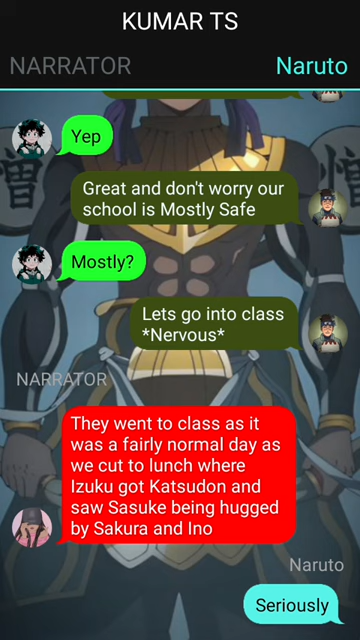 KUMAR TS
NARRATOR
Naruto
Yep
Great and don't worry our
school is Mostly Safe
Mostly?
Lets go into class
*Nervous*
NARRATOR
They went to class as it
was a fairly normal day as
we cut to lunch where
Izuku got Katsudon and
saw Sasuke being hugged
by Sakura and Ino
Naruto
Seriously